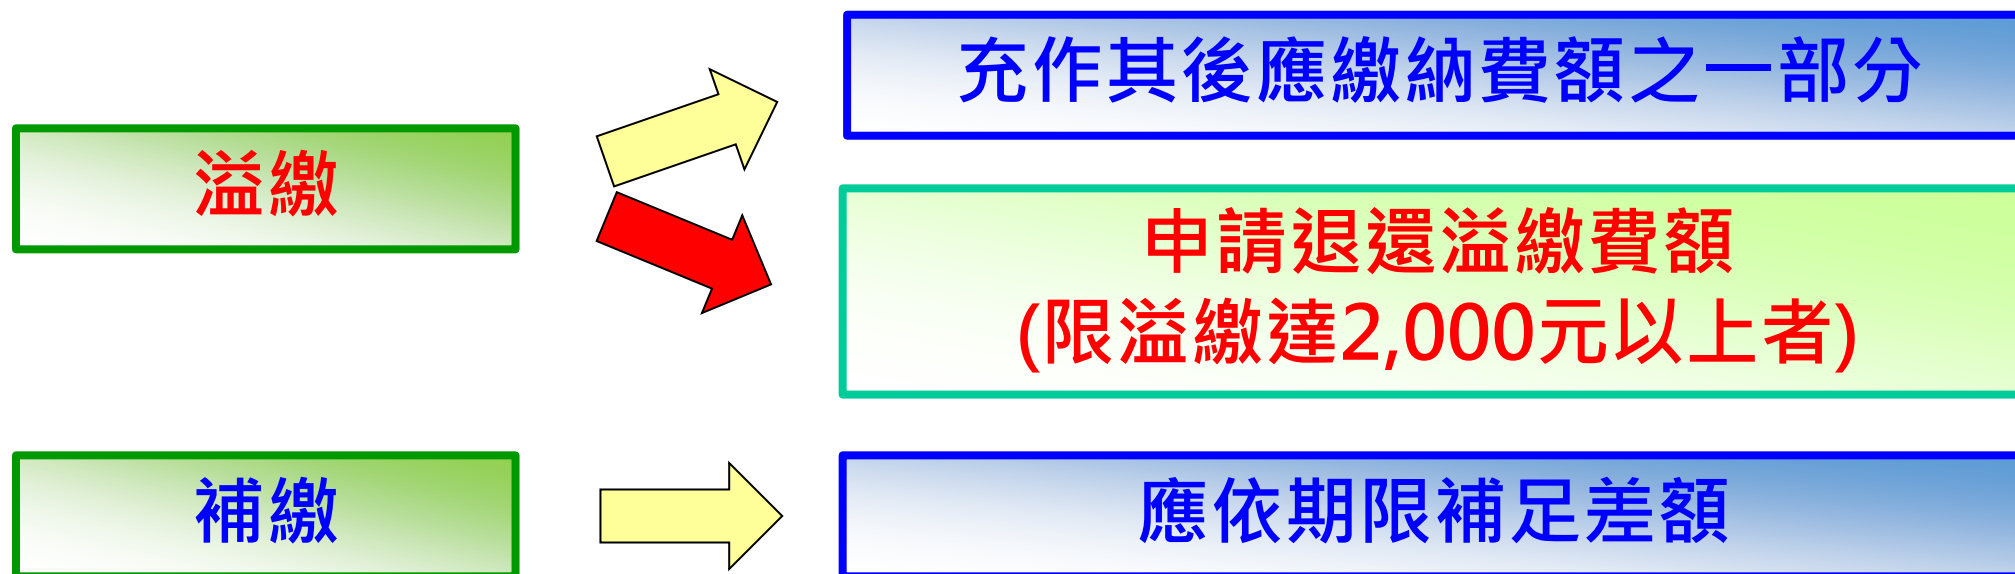 充作其後應繳納費額之一部分
溢繳
申請退還溢繳費額
(限溢繳達2,000元以上者)
補繳
應依期限補足差額